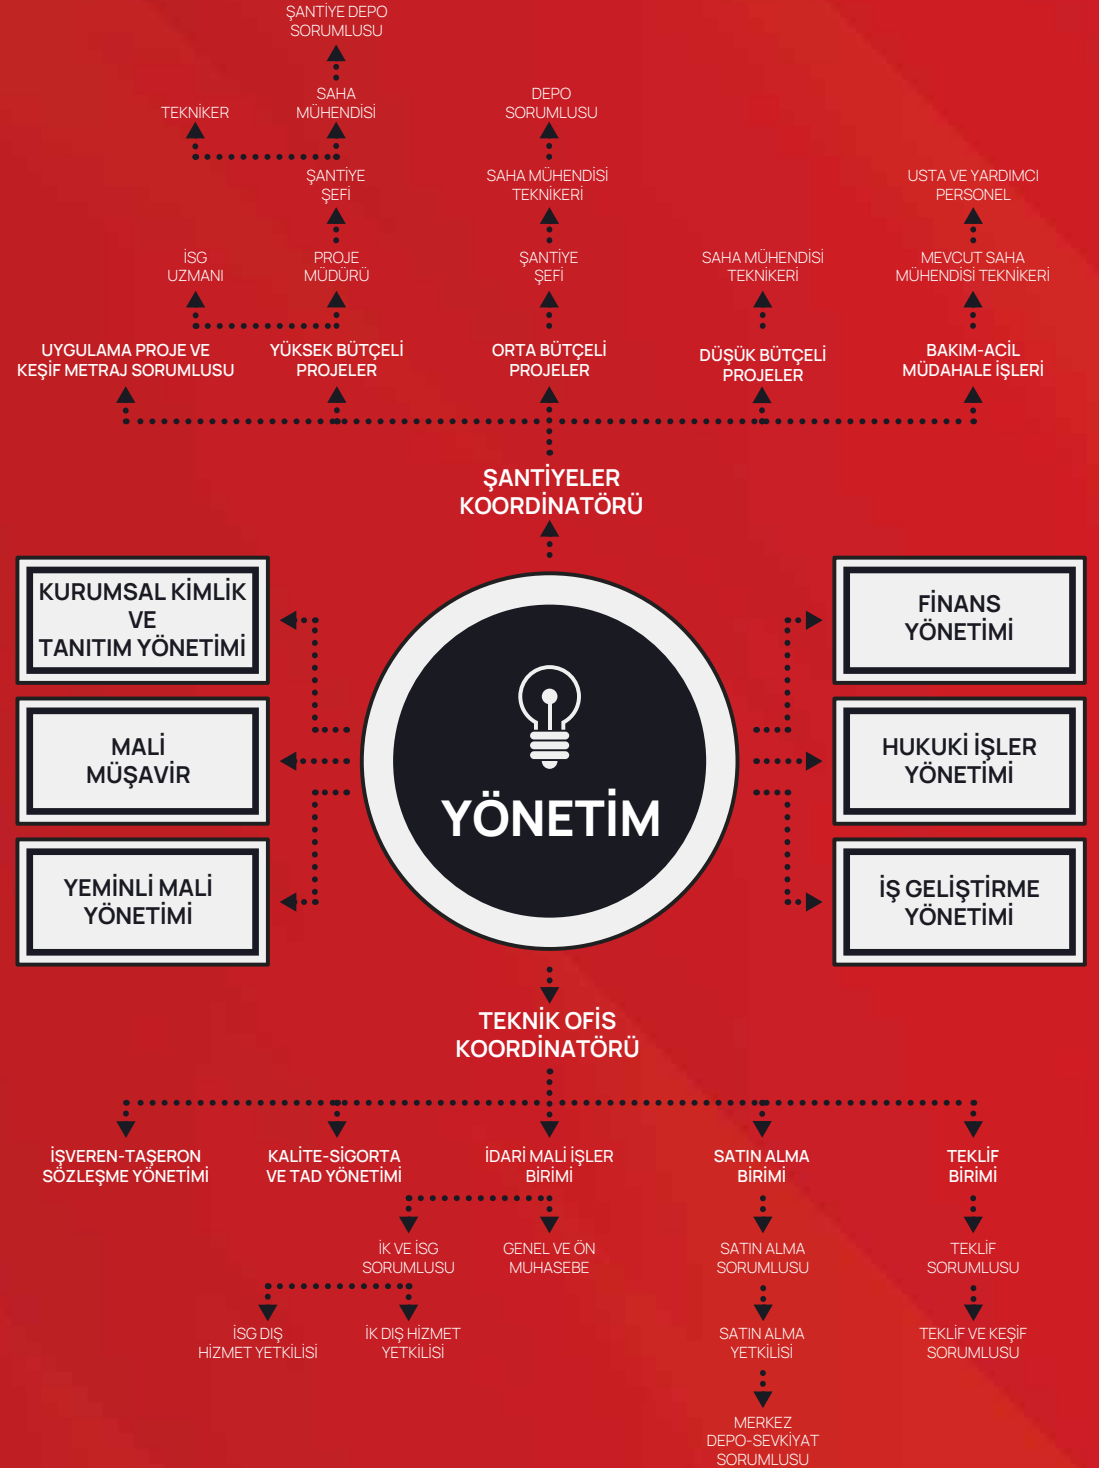 ŞANTİYE DEPO
SORUMLUSU
TEKNİKER
SAHA
MÜHENDİSİ
DEPO
SORUMLUSU
ŞANTİYE
ŞEFİ
SAHA MÜHENDİSİ
TEKNİKERİ
USTA VE YARDIMCI
PERSONEL
İSG
UZMANI
PROJE
MÜDÜRÜ
ŞANTİYE
ŞEFİ
SAHA MÜHENDİSİ
TEKNİKERİ
MEVCUT SAHA
MÜHENDİSİ TEKNİKERİ
UYGULAMA PROJE VE
KEŞİF METRAJ SORUMLUSU
YÜKSEK BÜTÇELİ
PROJELER
ORTA BÜTÇELİ
PROJELER
DÜŞÜK BÜTÇELİ
PROJELER
BAKIM-ACİL
MÜDAHALE İŞLERİ
ŞANTİYELER
KOORDİNATÖRÜ
KURUMSAL KİMLİK
VE
TANITIM YÖNETİMİ
MALİ
MÜŞAVİR
YEMİNLİ MALİ
YÖNETİMİ
YÖNETİM
FİNANS
YÖNETİMİ
HUKUKİ İŞLER
YÖNETİMİ
İŞ GELİŞTİRME
YÖNETİMİ
TEKNİK OFİS
KOORDİNATÖRÜ
İŞVEREN-TAŞERON
SÖZLEŞME YÖNETİMİ
KALİTE-SİGORTA
VE TAD YÖNETİMİ
İDARİ MALİ İŞLER
BİRİMİ
SATIN ALMA
BİRİMİ
TEKLİF
BİRİMİ
İK VE İSG
SORUMLUSU
GENEL VE ÖN
MUHASEBE
SATIN ALMA
SORUMLUSU
TEKLİF
SORUMLUSU
İSG DIŞ
HİZMET YETKİLİSİ
İK DIŞ HİZMET
YETKİLİSİ
SATIN ALMA
YETKİLİSİ
TEKLİF VE KEŞİF
SORUMLUSU
MERKEZ
DEPO-SEVKİYAT
SORUMLUSU